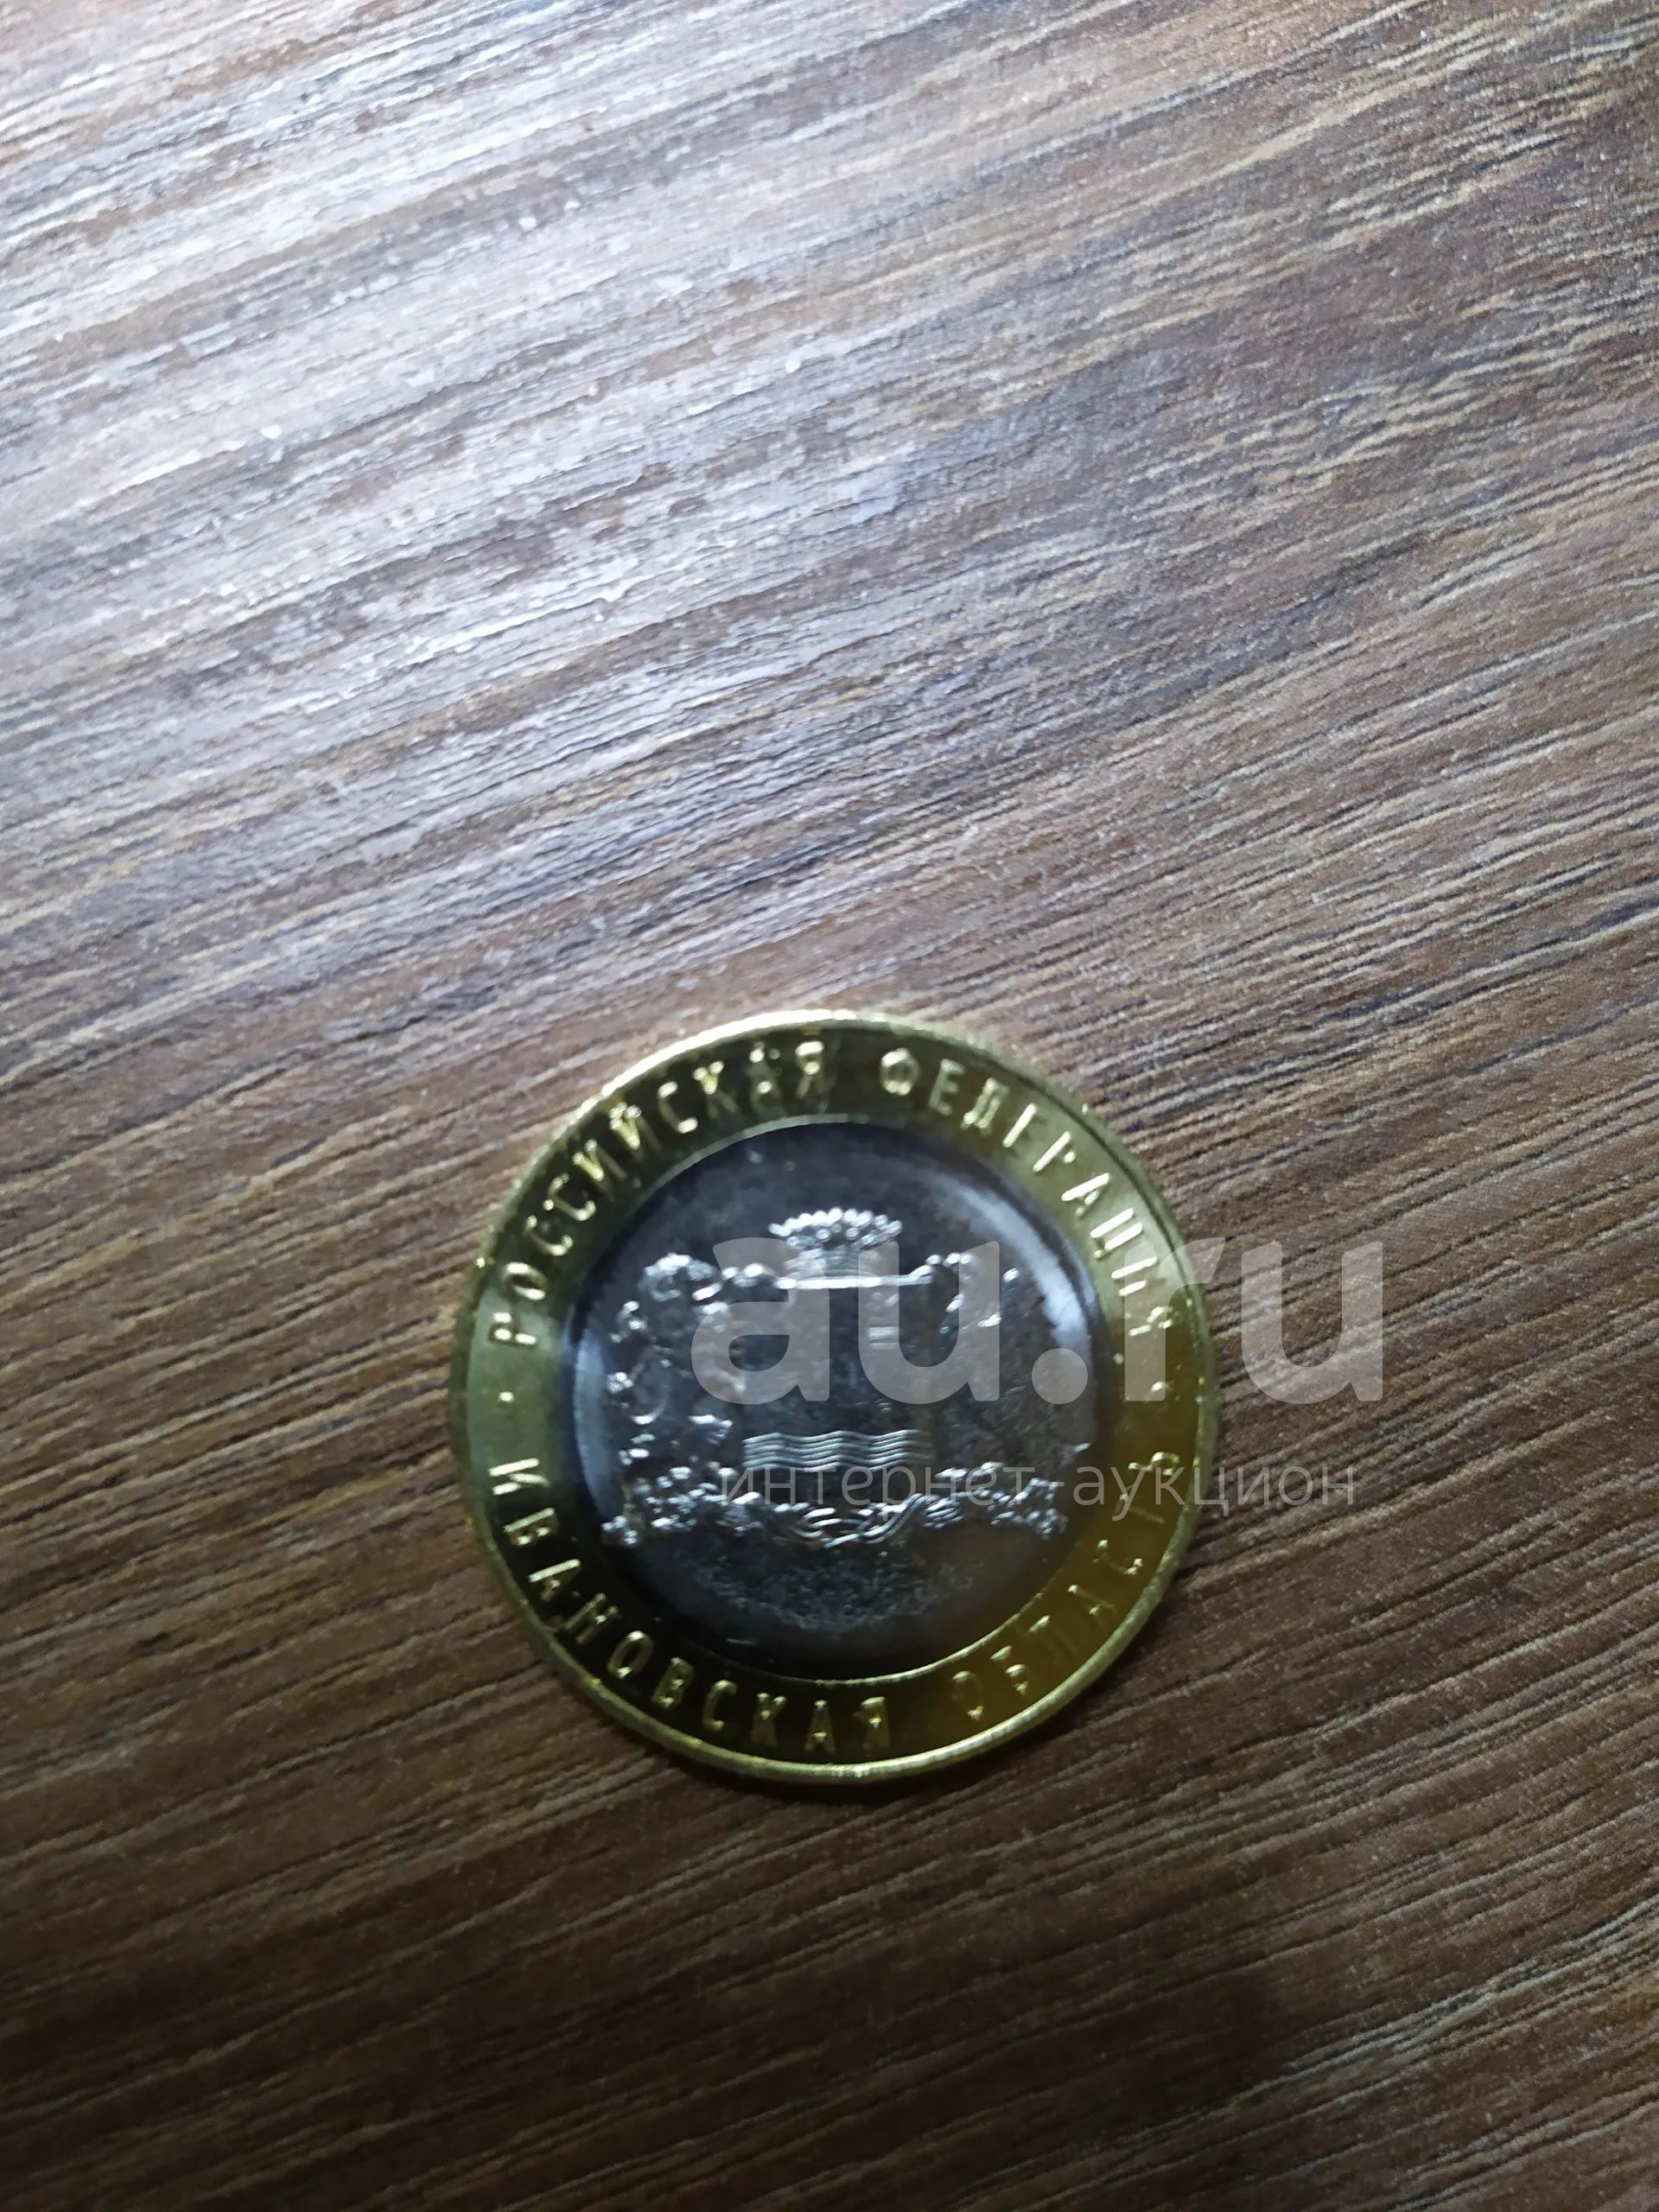 РОССИЙСКАЯ ФЕДЕРАЦИЯ
ИВАНОВСКАЯ ОБЛАСТЬ
au.ru
интернет аукцион